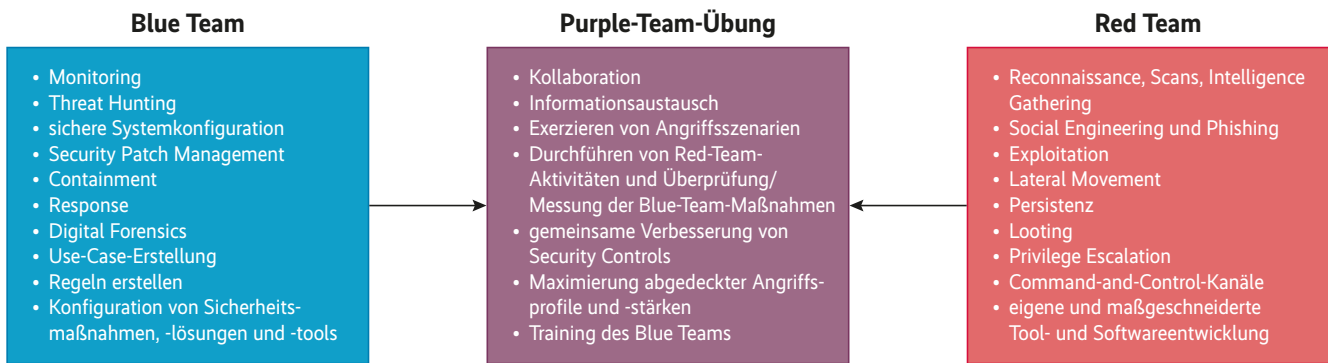 Blue Team
• Monitoring
• Threat Hunting
• sichere Systemkonfiguration
• Security Patch Management
• Containment
• Response
• Digital Forensics
• Use-Case-Erstellung
• Regeln erstellen
• Konfiguration von Sicherheits-
maßnahmen, -lösungen und -tools
Purple-Team-Übung
• Kollaboration
• Informationsaustausch
• Exerzieren von Angriffsszenarien
• Durchführen von Red-Team-
Aktivitäten und Überprüfung/
Messung der Blue-Team-Maßnahmen
• gemeinsame Verbesserung von
Security Controls
• Maximierung abgedeckter Angriffs-
profile und -stärken
• Training des Blue Teams
Red Team
• Reconnaissance, Scans, Intelligence
Gathering
• Social Engineering und Phishing
• Exploitation
• Lateral Movement
• Persistenz
• Looting
• Privilege Escalation
• Command-and-Control-Kanäle
• eigene und maßgeschneiderte
Tool- und Softwareentwicklung